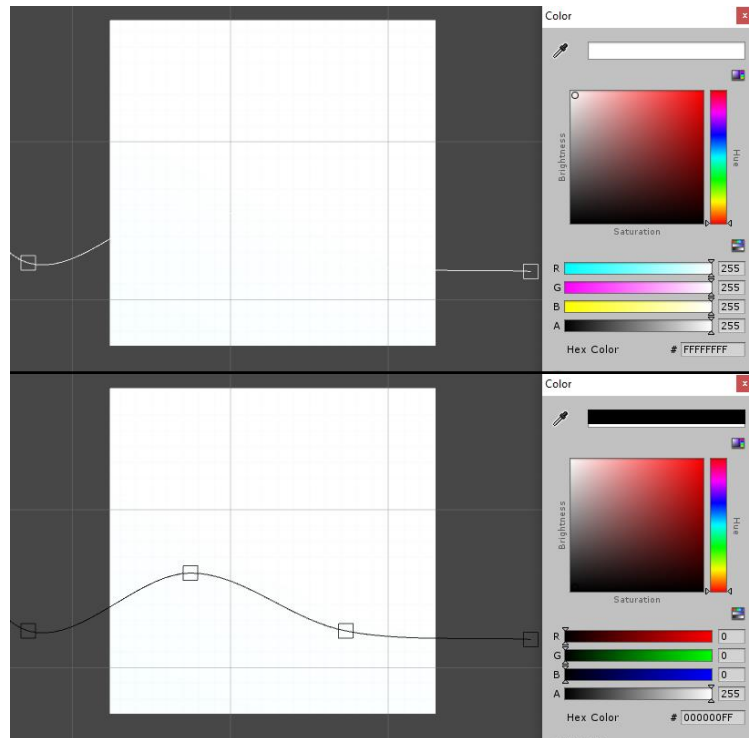 Color
x
Brightness
Hue
Saturation
R 255
G 255
B 255
A 255
Hex Color # FFFFFFFF
Color
x
Brightness
Hue
Saturation
R 0
G 0
B 0
A 255
Hex Color # 000000FF